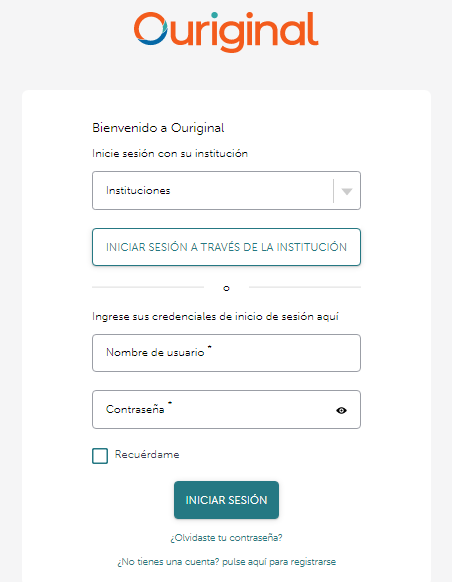 Ouriginal
Bienvenido a Ouriginal
Inicie sesión con su institución
Instituciones
INICIAR SESIÓN A TRAVÉS DE LA INSTITUCIÓN
o
Ingrese sus credenciales de inicio de sesión aquí
Nombre de usuario *
Contraseña *
Recuérdame
INICIAR SESIÓN
¿Olvidaste tu contraseña?
¿No tienes una cuenta? pulse aquí para registrarse